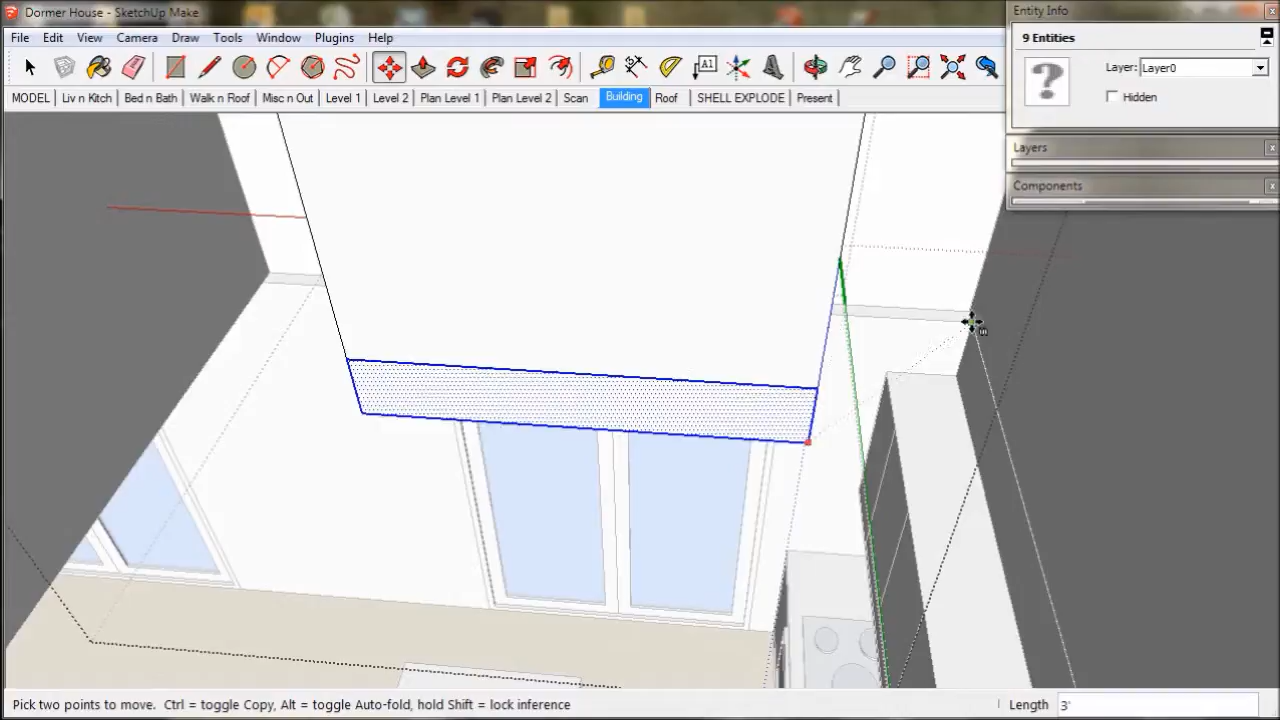 Dormer House - SketchUp Make
File Edit View Camera Draw Tools Window Plugins Help
A1
MODEL Liv n Kitch Bed n Bath Walk n Roof Misc n Out Level 1 Level 2 Plan Level 1 Plan Level 2 Scan Building Roof SHELL EXPLODE Present
Entity Info
9 Entities
?
Layer: Layer0
Hidden
Layers
Components
Pick two points to move. Ctrl = toggle Copy, Alt = toggle Auto-fold, hold Shift = lock inference
Length 3'